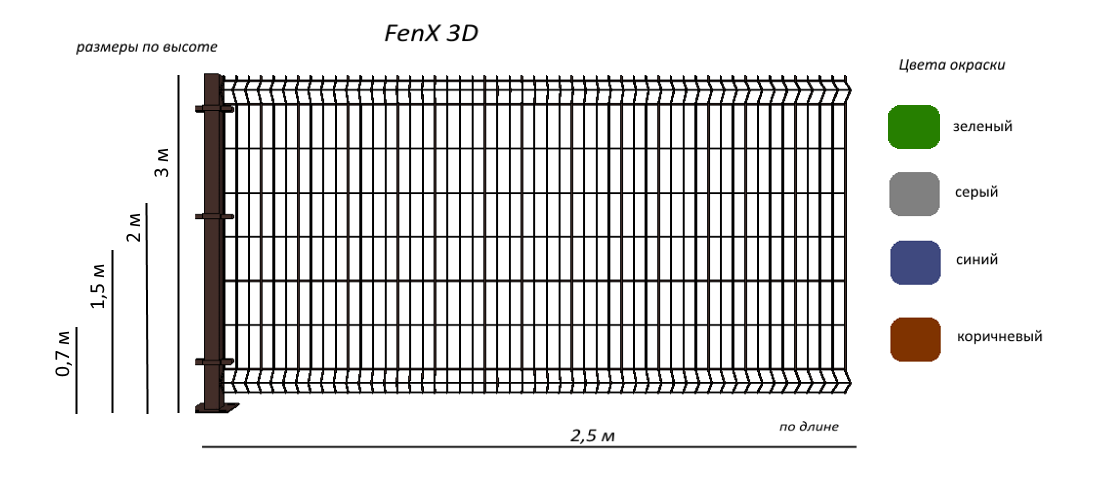 FenX 3D
размеры по высоте
Цвета окраски
зеленый
3 м
серый
2 м
синий
1,5 м
коричневый
0,7 м
по длине
2,5 м